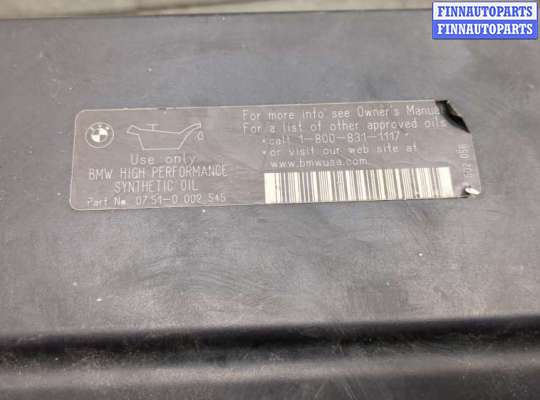 FINNAUTOPARTS
FINNAUTOPARTS
BMW
For more info see Owner's Manual
For a list of other approved oils
•call 1-800-831-1117
•or visit our web site at
www.bmwusa.com
Use only
BMW HIGH PERFORMANCE
SYNTHETIC OIL
Part No. 07.51-0 002 545